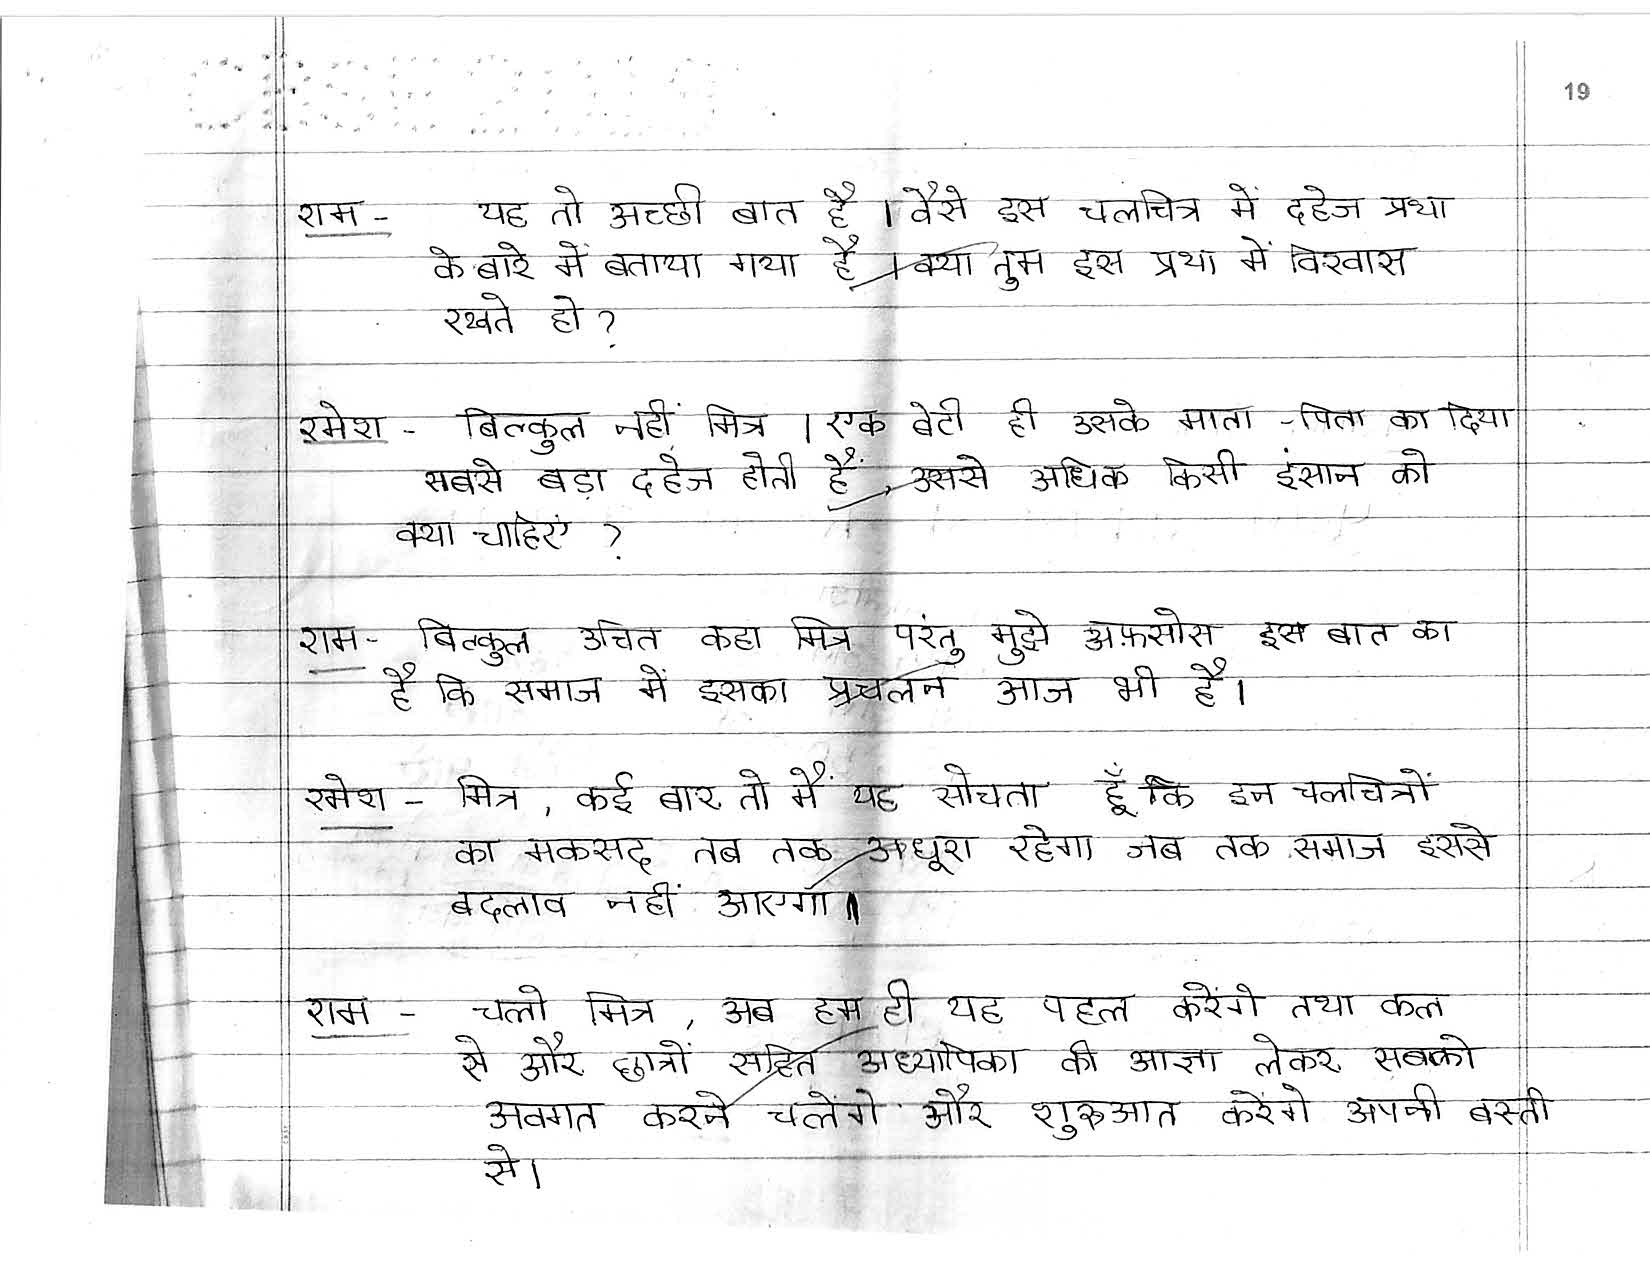 19
राम - यह तो अच्छी बात है । वैसे इस चलचित्र में दहेज प्रथा
के बारे में बताया गया है । क्या तुम इस प्रथा में विश्वास
रखते हो ?
रमेश - बिल्कुल नहीं मित्र । एक बेटी ही उसके माता - पिता का दिया
सबसे बड़ा दहेज होती हैं , उससे अधिक किसी इंसान को
क्या चाहिएं ?
राम - बिल्कुल उचित कहा मित्र परंतु मुझे अफ़सोस इस बात का
है कि समाज में इसका प्रचलन आज भी है ।
रमेश - मित्र , कई बार तो मैं यह सोचता हूँ कि इन चलचित्रों
का मकसद तब तक अधूरा रहेगा जब तक समाज इससे
बदलाव नहीं आएगा ।
राम - चलो मित्र , अब हम ही यह पहल करेंगे तथा कल
से और छात्रों सहित अध्यापिका की आज्ञा लेकर सबको
अवगत करने चलेंगे और शुरुआत करेंगे अपनी बस्ती
से ।